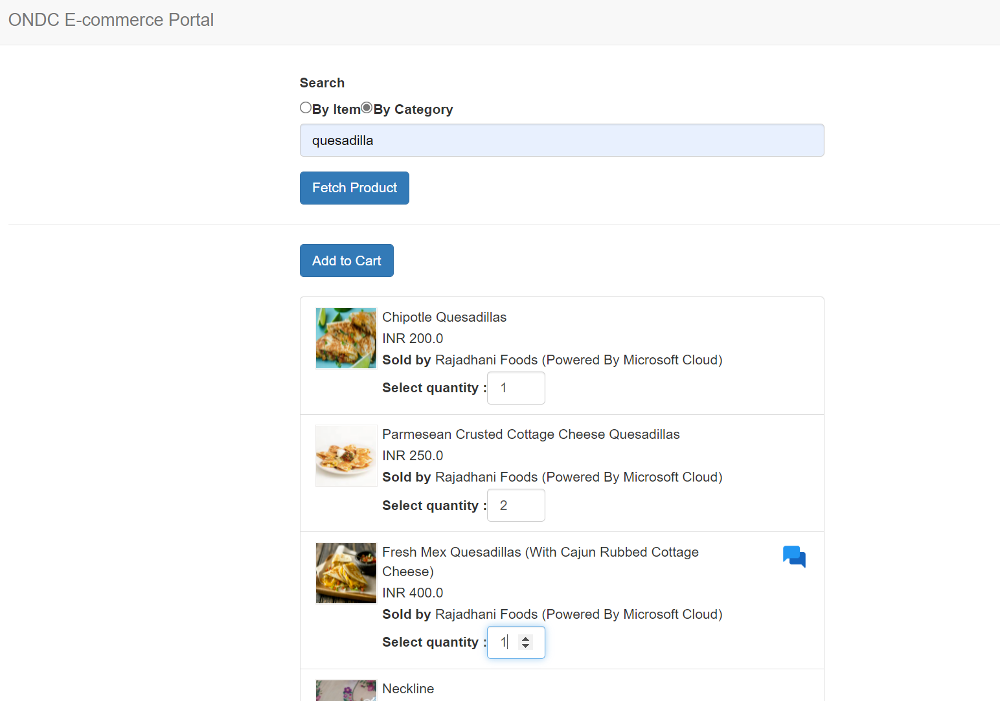 ONDC E-commerce Portal
Search
By Item By Category
quesadilla
Fetch Product
Add to Cart
Chipotle Quesadillas
INR 200.0
Sold by Rajadhani Foods (Powered By Microsoft Cloud)
Select quantity : 1
Parmesean Crusted Cottage Cheese Quesadillas
INR 250.0
Sold by Rajadhani Foods (Powered By Microsoft Cloud)
Select quantity : 2
Fresh Mex Quesadillas (With Cajun Rubbed Cottage
Cheese)
INR 400.0
Sold by Rajadhani Foods (Powered By Microsoft Cloud)
Select quantity : 1
Neckline